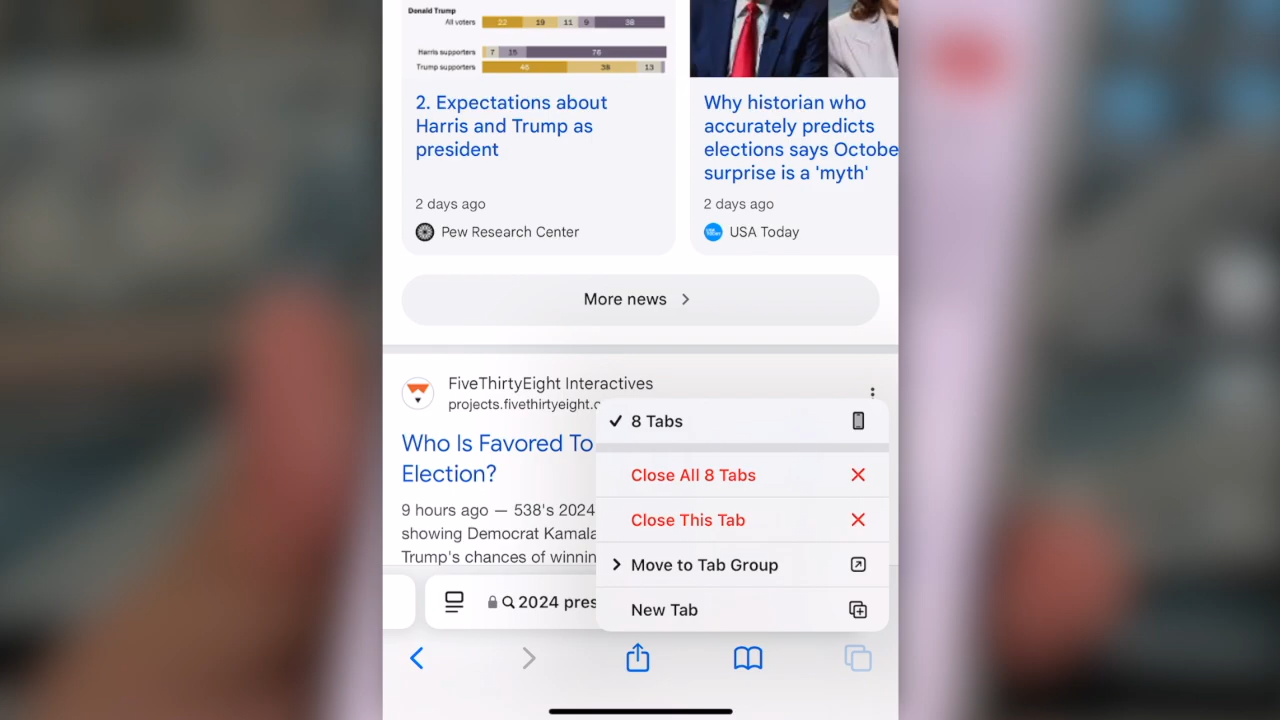 Donald Trump
All voters 22 19 11 9 38
Harris supporters 7 15 76
Trump supporters 46 38 13
2. Expectations about
Harris and Trump as
president
2 days ago
Pew Research Center
Why historian who
accurately predicts
elections says Octobe
surprise is a 'myth'
2 days ago
USA Today
More news
FiveThirtyEight Interactives
projects.fivethirtyeight.c
Who Is Favored To
Election?
9 hours ago — 538's 2024
showing Democrat Kamala
Trump's chances of winnin
8 Tabs
Close All 8 Tabs
Close This Tab
Move to Tab Group
New Tab
2024 pres